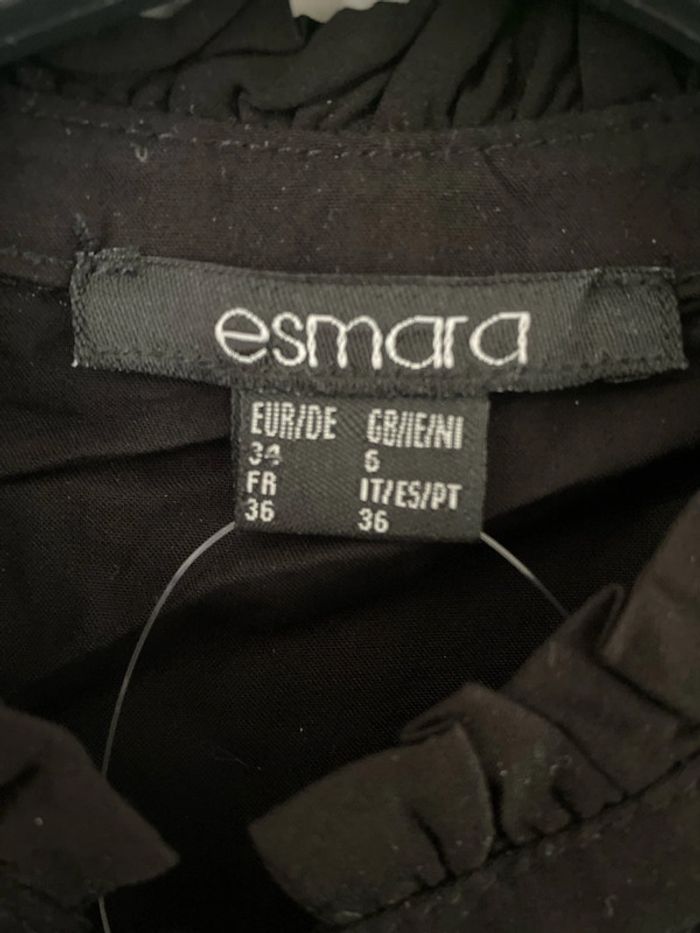 esmara
EUR/DE GB/IE/NI
34 6
FR IT/ES/PT
36 36